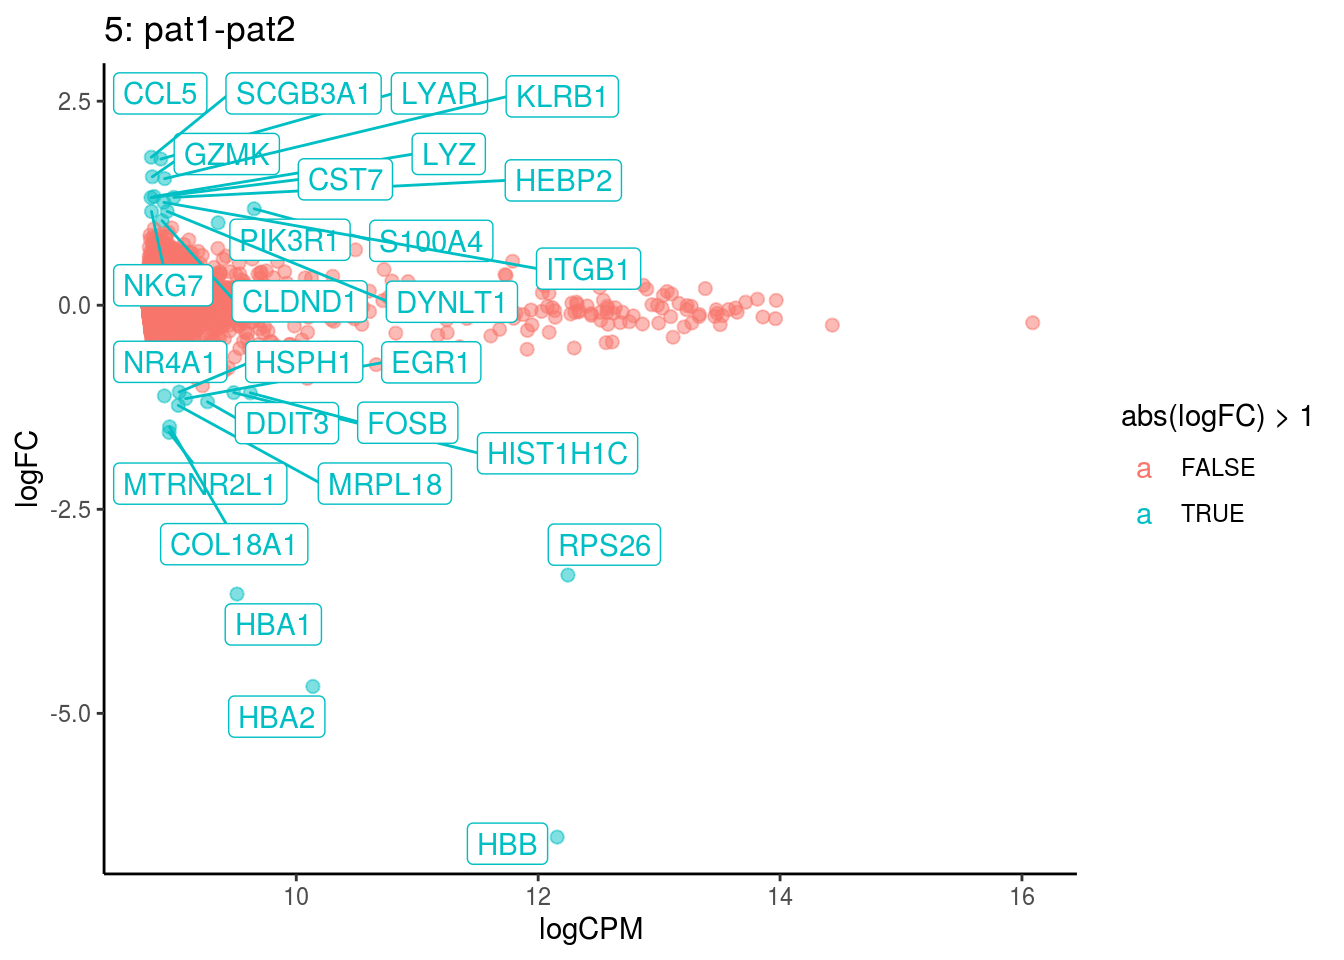 5: pat1-pat2
2.5
0.0
-2.5
-5.0
logFC
CCL5
SCGB3A1
LYAR
KLRB1
GZMK
LYZ
CST7
HEBP2
PIK3R1
S100A4
ITGB1
NKG7
CLDND1
DYNLT1
NR4A1
HSPH1
EGR1
DDIT3
FOSB
HIST1H1C
MTRNR2L1
MRPL18
COL18A1
RPS26
HBA1
HBA2
HBB
10
12
14
16
logCPM
abs(logFC) > 1
a FALSE
a TRUE